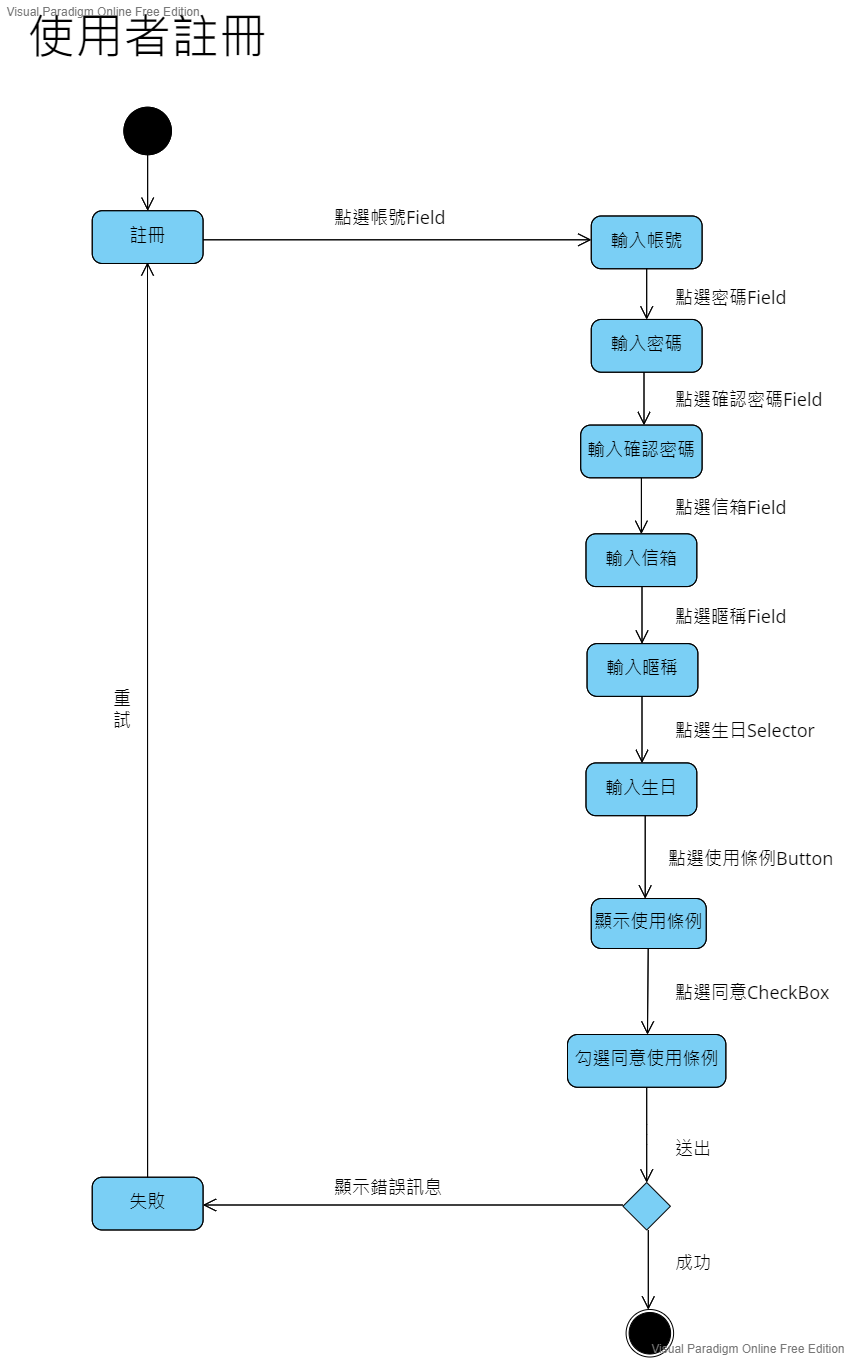 Visual Paradigm Online Free Edition
使用者註冊
註冊
點選帳號Field
輸入帳號
點選密碼Field
輸入密碼
點選確認密碼Field
輸入確認密碼
點選信箱Field
輸入信箱
點選暱稱Field
輸入暱稱
重
試
點選生日Selector
輸入生日
點選使用條例Button
顯示使用條例
點選同意CheckBox
勾選同意使用條例
送出
失敗
顯示錯誤訊息
成功
Visual Paradigm Online Free Edition